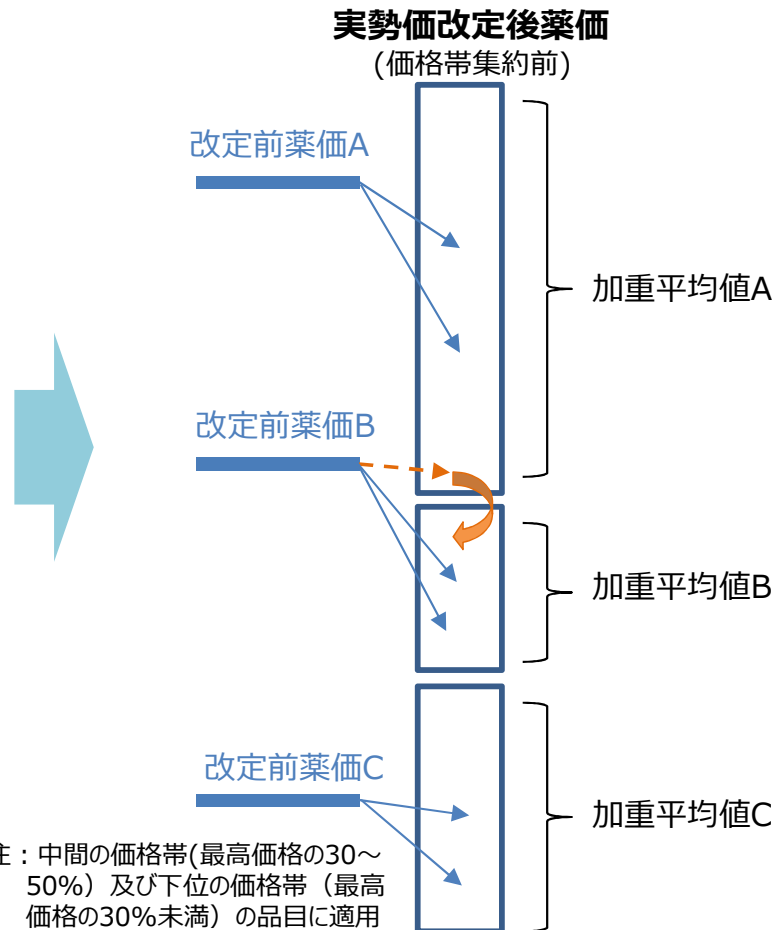 実勢価改定後薬価
(価格帯集約前)
改定前薬価A
加重平均値A
改定前薬価B
加重平均値B
改定前薬価C
加重平均値C
注：中間の価格帯(最高価格の30～
50%）及び下位の価格帯（最高
価格の30%未満）の品目に適用